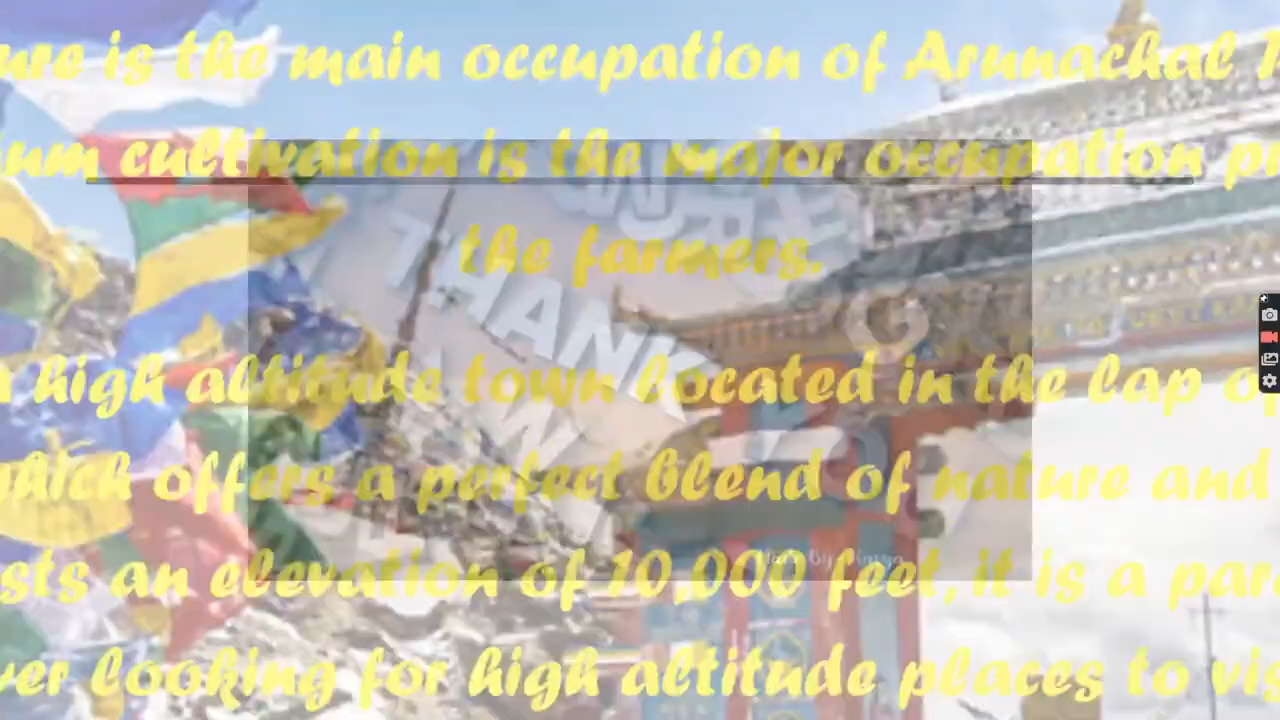 ure is the main occupation of Arunachal
um cultivation is the major occupation
the farmers.
high altitude town located in the lap
which offers a perfect blend of nature and
sts an elevation of 10,000 feet, it is a par
ver looking for high altitude places to vis
THANK